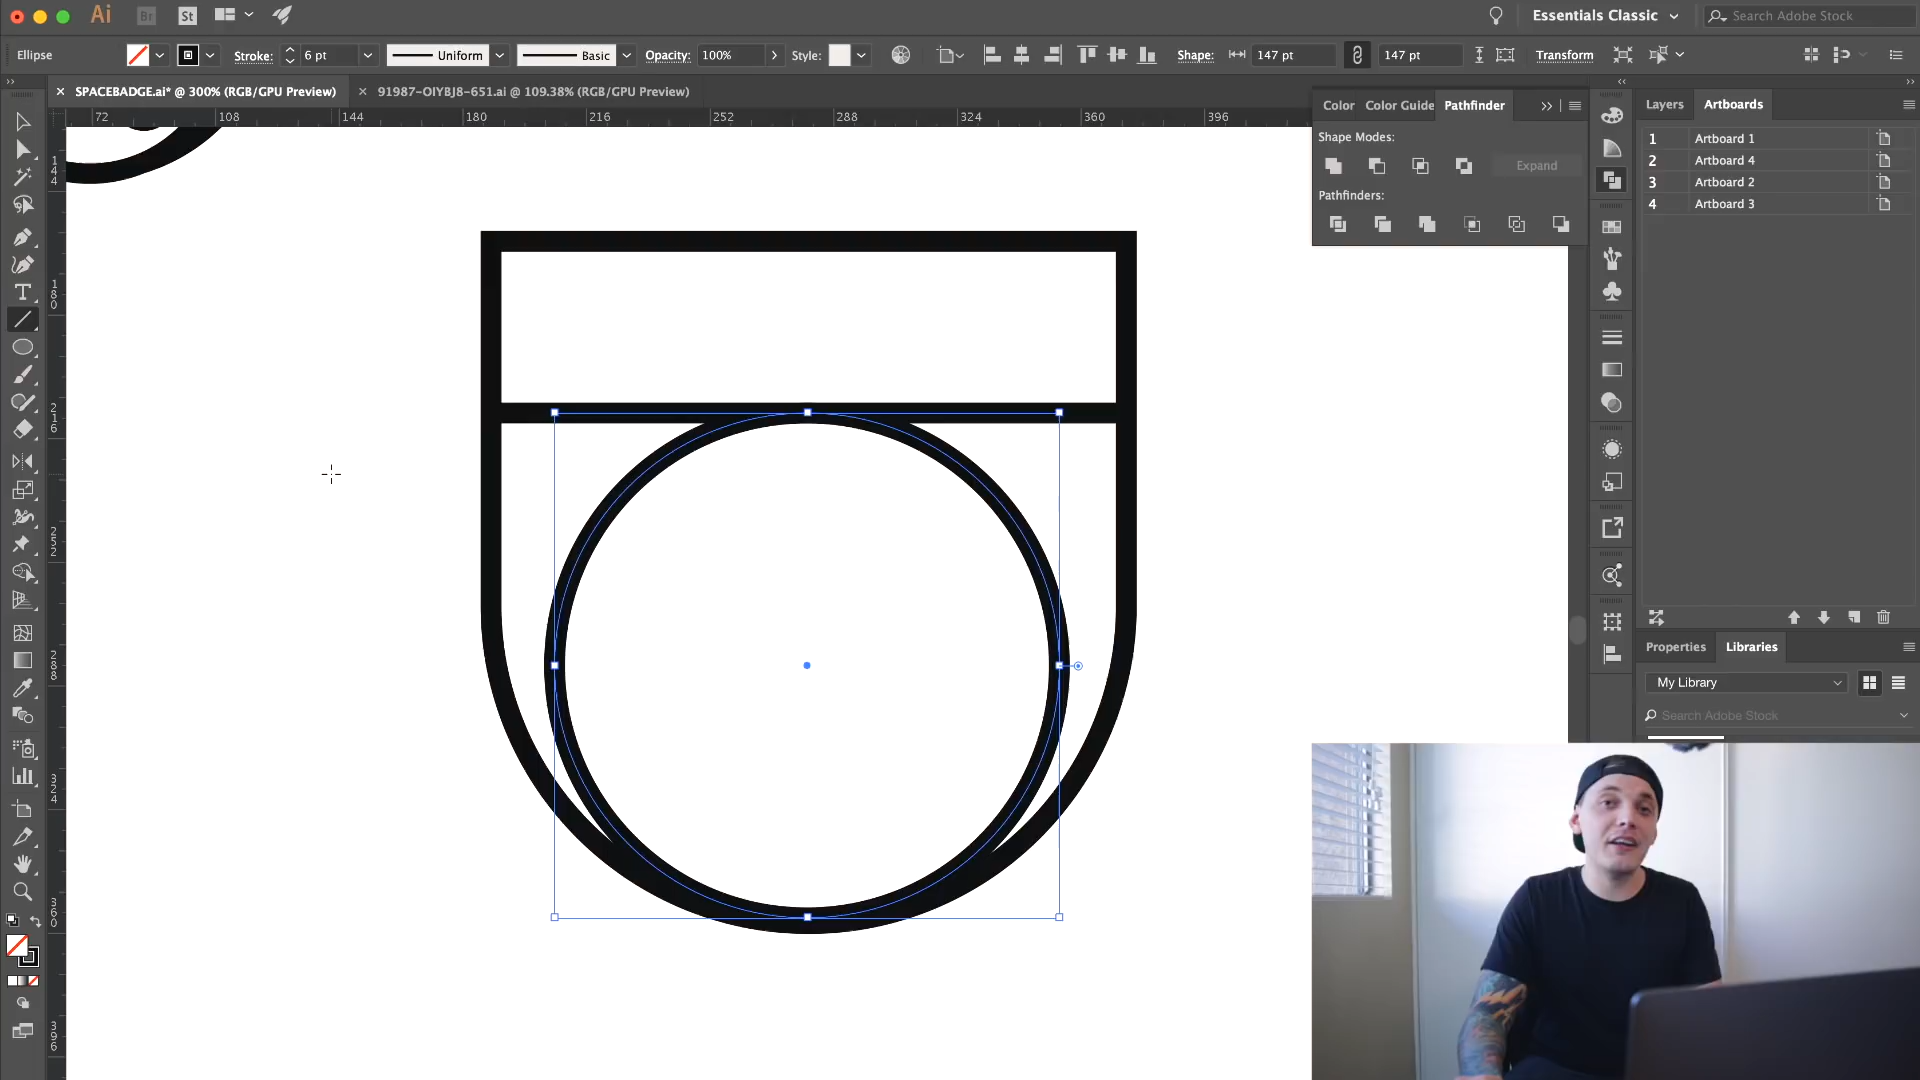 Ai Br St Essentials Classic Search Adobe Stock
Ellipse Stroke: 6 pt Uniform Basic Opacity: 100% Style: Shape: 147 pt 147 pt Transform
SPACEBADGE.ai* @ 300% (RGB/GPU Preview) 91987-OIYBJ8-651.ai @ 109.38% (RGB/GPU Preview)
72 108 144 180 216 252 288 324 360 396
Color Color Guide Pathfinder
Shape Modes:
Expand
Pathfinders:
Layers Artboards
1 Artboard 1
2 Artboard 4
3 Artboard 2
4 Artboard 3
144
180
216
252
288
324
360
396
Properties Libraries
My Library
Search Adobe Stock